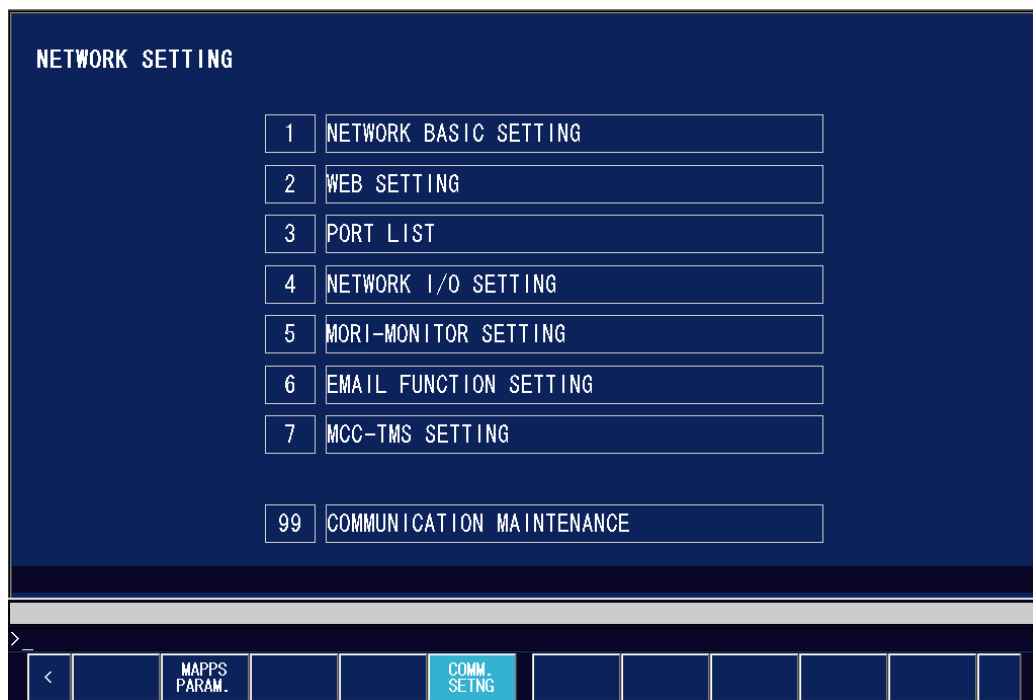 NETWORK SETTING
1 NETWORK BASIC SETTING
2 WEB SETTING
3 PORT LIST
4 NETWORK I/O SETTING
5 MORI-MONITOR SETTING
6 EMAIL FUNCTION SETTING
7 MCC-TMS SETTING
99 COMMUNICATION MAINTENANCE
>_
< MAPPS PARAM. COMM. SETNG